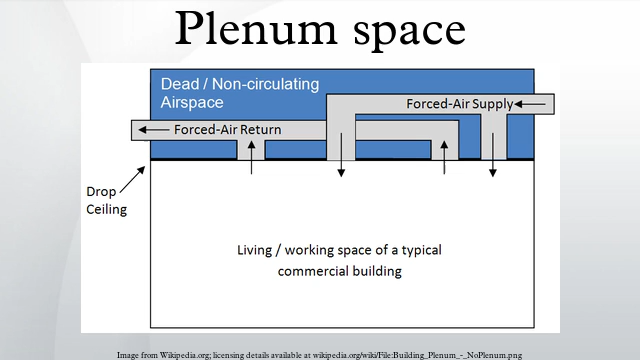 Plenum space
Dead / Non-circulating
Airspace
Forced-Air Supply
Forced-Air Return
Drop
Ceiling
Living / working space of a typical
commercial building
Image from Wikipedia.org; licensing details available at wikipedia.org/wiki/File:Building_Plenum_-_NoPlenum.png